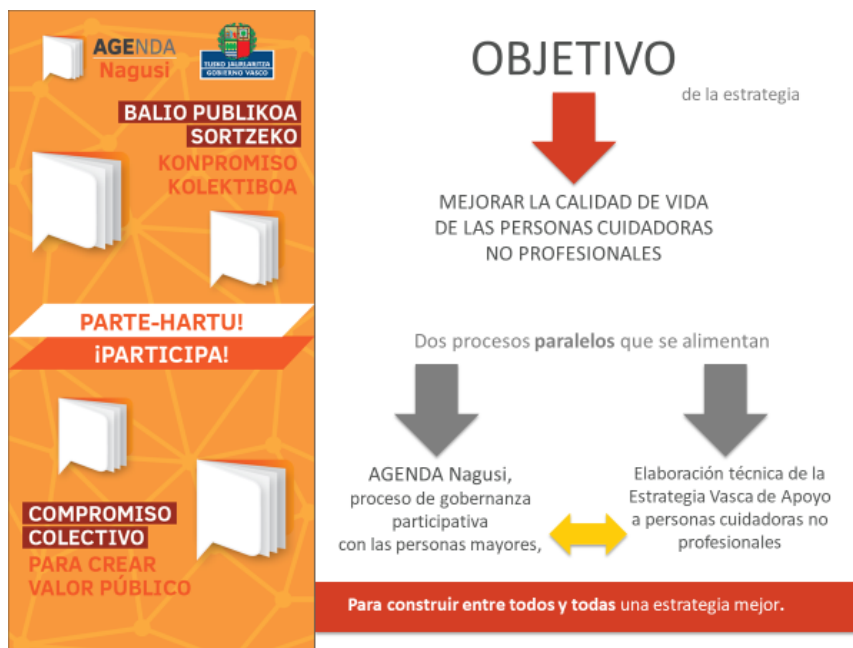 AGENDA
Nagusi
EUSKO JAURLARITZA
GOBIERNO VASCO
BALIO PUBLIKOA
SORTZEKO
KONPROMISO
KOLEKTIBOA
PARTE-HARTU!
¡PARTICIPA!
COMPROMISO
COLECTIVO
PARA CREAR
VALOR PÚBLICO
OBJETIVO
de la estrategia
MEJORAR LA CALIDAD DE VIDA
DE LAS PERSONAS CUIDADORAS
NO PROFESIONALES
Dos procesos paralelos que se alimentan
AGENDA Nagusi,
proceso de gobernanza
participativa
con las personas mayores,
Elaboración técnica de la
Estrategia Vasca de Apoyo
a personas cuidadoras no
profesionales
Para construir entre todos y todas una estrategia mejor.